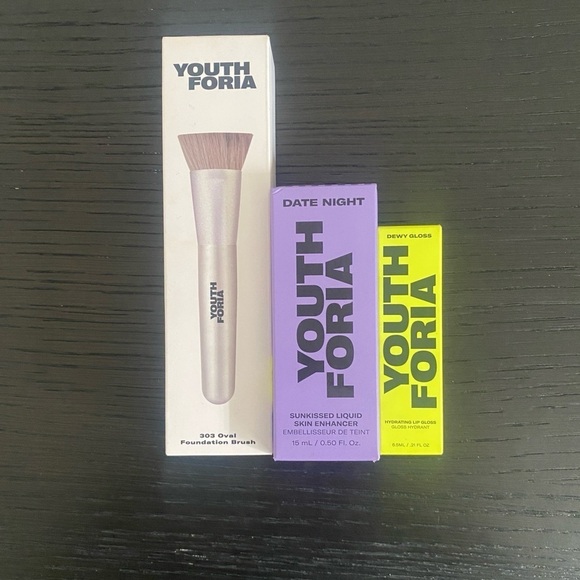 YOUTH
FORIA
YOUTH
FORIA
303 Oval
Foundation Brush
DATE NIGHT
YOUTH
FORIA
SUNKISSED LIQUID
SKIN ENHANCER
EMBELLISSEUR DE TEINT
15 mL / 0.50 FL. Oz.
DEWY GLOSS
YOUTH
FORIA
HYDRATING LIP GLOSS
GLOSS HYDRANT